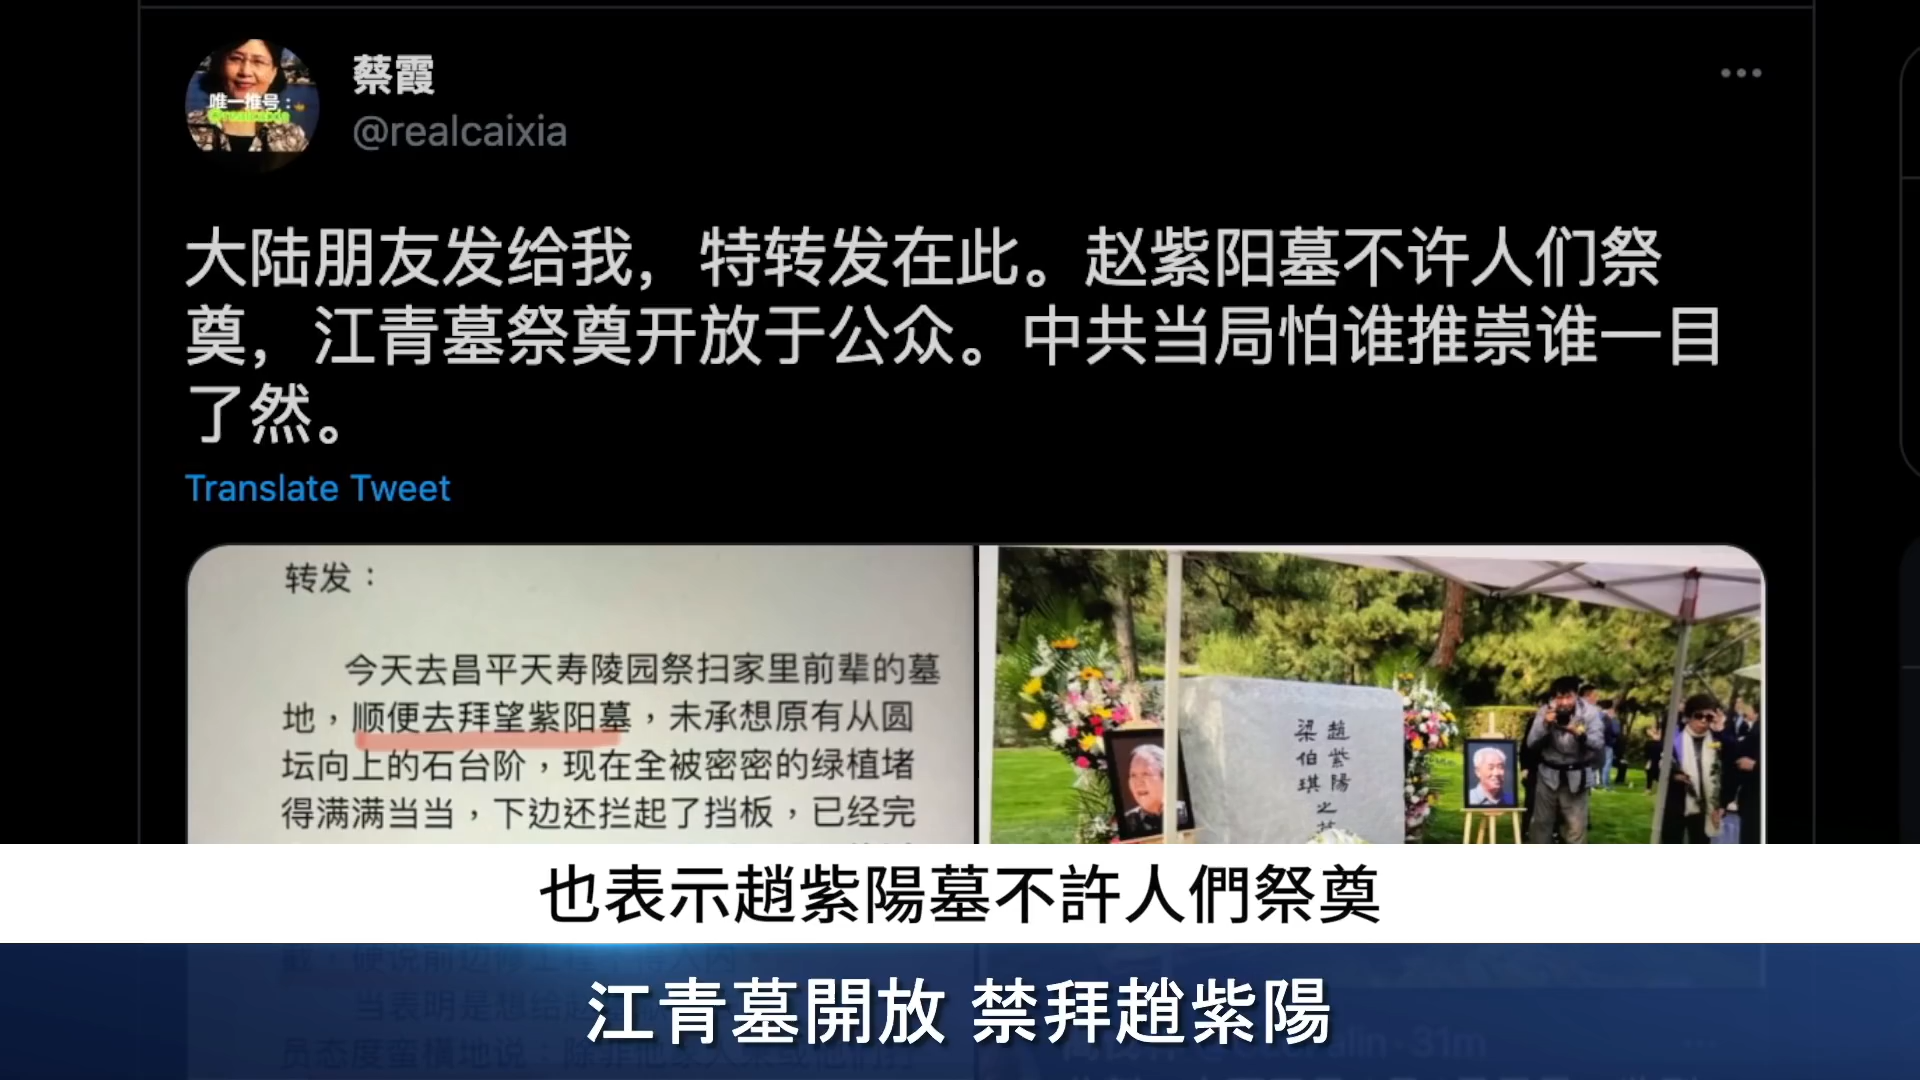 蔡霞
@realcaixia
唯一推号：
@realcaixia
大陆朋友发给我，特转发在此。赵紫阳墓不许人们祭
奠，江青墓祭奠开放于公众。中共当局怕谁推崇谁一目
了然。
Translate Tweet
转发：
今天去昌平天寿陵园祭扫家里前辈的墓
地，顺便去拜望紫阳墓，未承想原有从圆
坛向上的石台阶，现在全被密密的绿植堵
得满满当当，下边还拦起了挡板，已经完
趙紫陽
梁伯琪
之
也表示趙紫陽墓不許人們祭奠
江青墓開放 禁拜趙紫陽